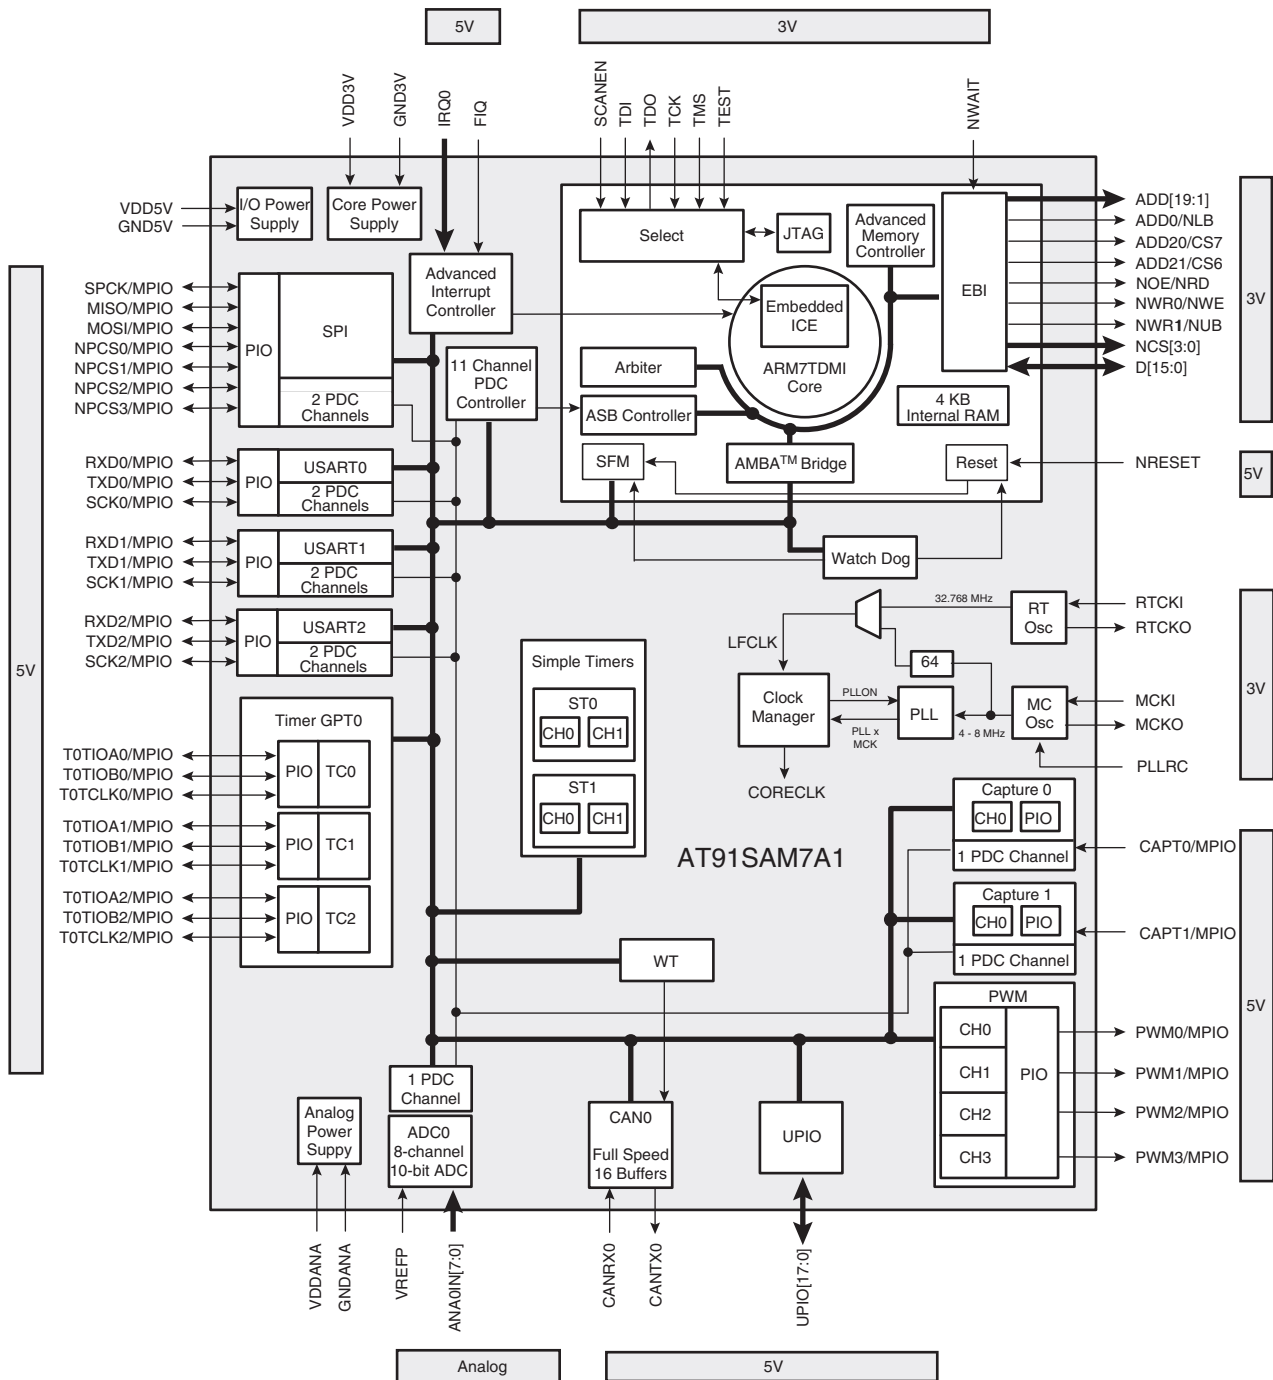 5V
3V
VDD3V
GND3V
IRQ0
FIQ
SCANEN
TDI
TDO
TCK
TMS
TEST
NWAIT
VDD5V
GND5V
I/O Power
Supply
Core Power
Supply
Advanced
Interrupt
Controller
Select
JTAG
Advanced
Memory
Controller
EBI
Embedded
ICE
ARM7TDMI
Core
ADD[19:1]
ADD0/NLB
ADD20/CS7
ADD21/CS6
NOE/NRD
NWR0/NWE
NWR1/NUB
NCS[3:0]
D[15:0]
3V
5V
SPCK/MPIO
MISO/MPIO
MOSI/MPIO
NPCS0/MPIO
NPCS1/MPIO
NPCS2/MPIO
NPCS3/MPIO
PIO
SPI
2 PDC
Channels
11 Channel
PDC
Controller
Arbiter
ASB Controller
4 KB
Internal RAM
SFM
AMBA™ Bridge
Reset
NRESET
5V
Watch Dog
RXD0/MPIO
TXD0/MPIO
SCK0/MPIO
PIO
USART0
2 PDC
Channels
RXD1/MPIO
TXD1/MPIO
SCK1/MPIO
PIO
USART1
2 PDC
Channels
RXD2/MPIO
TXD2/MPIO
SCK2/MPIO
PIO
USART2
2 PDC
Channels
32.768 MHz
RT
Osc
RTCKI
RTCKO
LFCLK
64
Clock
Manager
PLLON
PLL x
MCK
PLL
4 - 8 MHz
MC
Osc
MCKI
MCKO
PLLRC
CORECLK
3V
Simple Timers
ST0
CH0
CH1
ST1
CH0
CH1
Timer GPT0
T0TIOA0/MPIO
T0TIOB0/MPIO
T0TCLK0/MPIO
PIO
TC0
T0TIOA1/MPIO
T0TIOB1/MPIO
T0TCLK1/MPIO
PIO
TC1
T0TIOA2/MPIO
T0TIOB2/MPIO
T0TCLK2/MPIO
PIO
TC2
AT91SAM7A1
Capture 0
CH0
PIO
1 PDC Channel
CAPT0/MPIO
Capture 1
CH0
PIO
1 PDC Channel
CAPT1/MPIO
WT
5V
PWM
CH0
CH1
CH2
CH3
PIO
PWM0/MPIO
PWM1/MPIO
PWM2/MPIO
PWM3/MPIO
1 PDC
Channel
ADC0
8-channel
10-bit ADC
Analog
Power
Suppy
CAN0
Full Speed
16 Buffers
UPIO
VDDANA
GNDANA
VREFP
ANA0IN[7:0]
CANRX0
CANTX0
UPIO[17:0]
Analog
5V